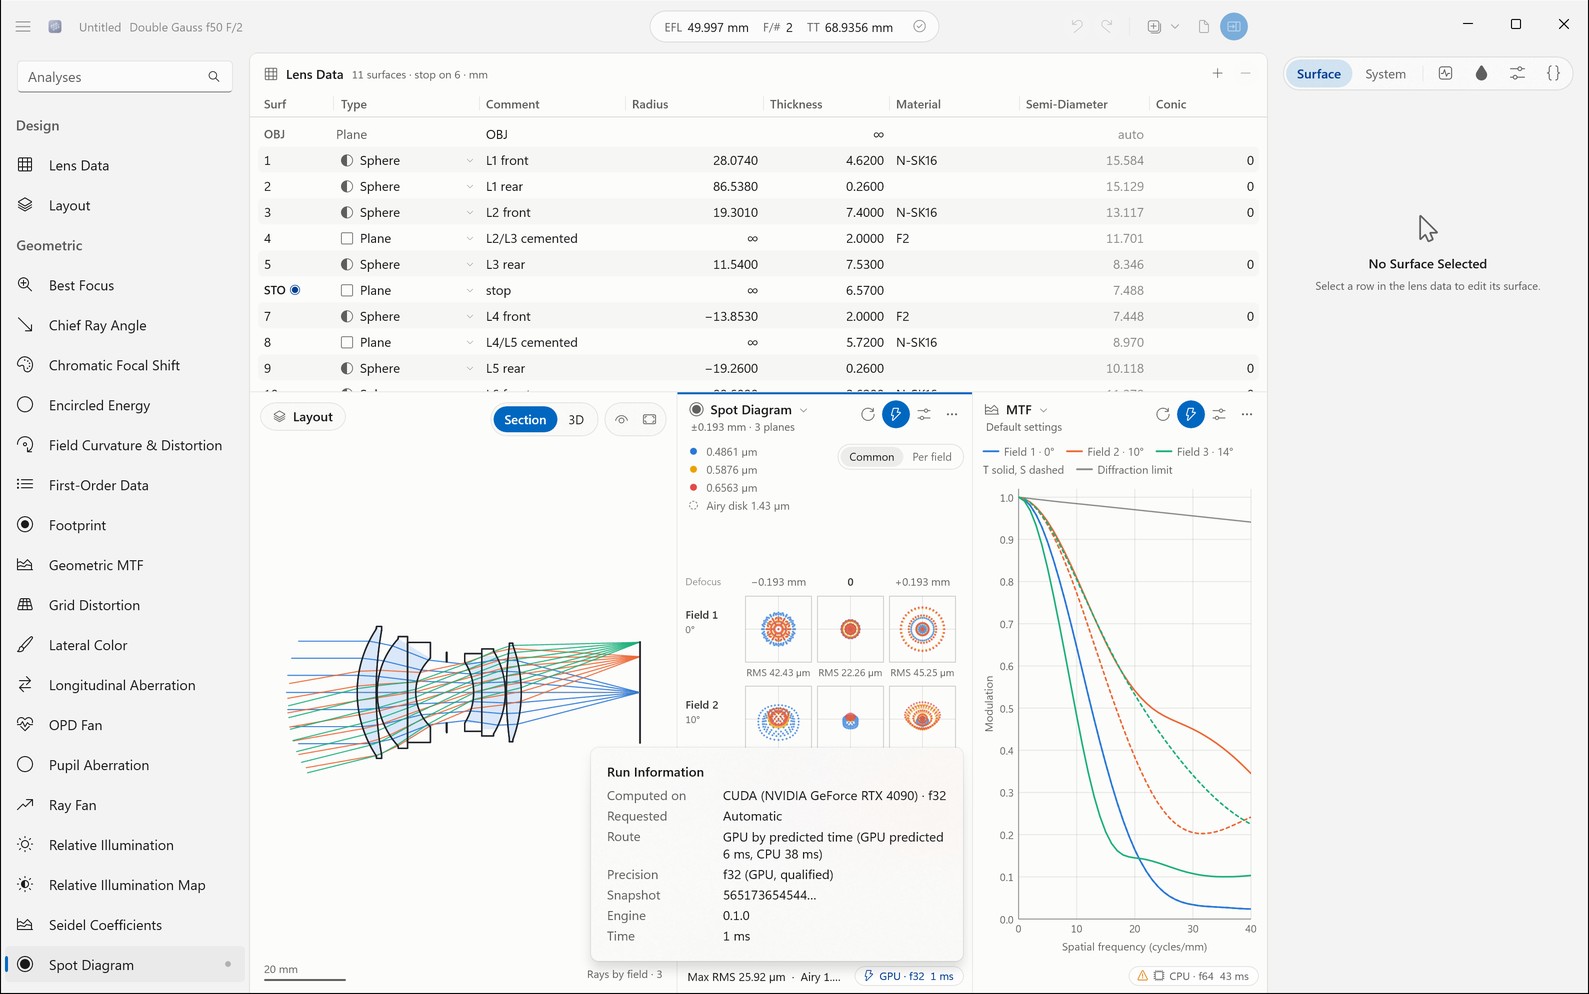 Untitled Double Gauss f50 F/2
EFL 49.997 mm F/# 2 TT 68.9356 mm
Analyses
Design
Lens Data
Layout
Geometric
Best Focus
Chief Ray Angle
Chromatic Focal Shift
Encircled Energy
Field Curvature & Distortion
First-Order Data
Footprint
Geometric MTF
Grid Distortion
Lateral Color
Longitudinal Aberration
OPD Fan
Pupil Aberration
Ray Fan
Relative Illumination
Relative Illumination Map
Seidel Coefficients
Spot Diagram
Lens Data 11 surfaces · stop on 6 · mm
Surf Type Comment Radius Thickness Material Semi-Diameter Conic
OBJ Plane OBJ ∞ auto
1 Sphere L1 front 28.0740 4.6200 N-SK16 15.584 0
2 Sphere L1 rear 86.5380 0.2600 15.129 0
3 Sphere L2 front 19.3010 7.4000 N-SK16 13.117 0
4 Plane L2/L3 cemented ∞ 2.0000 F2 11.701
5 Sphere L3 rear 11.5400 7.5300 8.346 0
STO Plane stop ∞ 6.5700 7.488
7 Sphere L4 front −13.8530 2.0000 F2 7.448 0
8 Plane L4/L5 cemented ∞ 5.7200 N-SK16 8.970
9 Sphere L5 rear −19.2600 0.2600 10.118 0
Layout
Section 3D
20 mm
Rays by field · 3
Spot Diagram
±0.193 mm · 3 planes
0.4861 µm
0.5876 µm
0.6563 µm
Airy disk 1.43 µm
Common Per field
Defocus −0.193 mm 0 +0.193 mm
Field 1
0°
RMS 42.43 µm RMS 22.26 µm RMS 45.25 µm
Field 2
10°
Run Information
Computed on CUDA (NVIDIA GeForce RTX 4090) · f32
Requested Automatic
Route GPU by predicted time (GPU predicted
6 ms, CPU 38 ms)
Precision f32 (GPU, qualified)
Snapshot 565173654544...
Engine 0.1.0
Time 1 ms
Max RMS 25.92 µm · Airy 1....
GPU · f32 1 ms
MTF
Default settings
Field 1 · 0° Field 2 · 10° Field 3 · 14°
T solid, S dashed Diffraction limit
1.0
0.9
0.8
0.7
0.6
0.5
0.4
0.3
0.2
0.1
0.0
Modulation
0 10 20 30 40
Spatial frequency (cycles/mm)
CPU · f64 43 ms
Surface System {}
No Surface Selected
Select a row in the lens data to edit its surface.